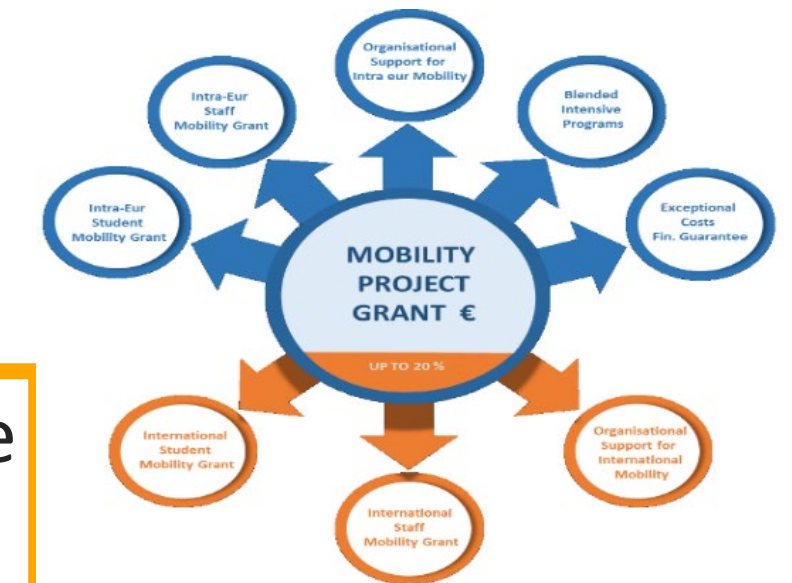 Organisational
Support for
Intra eur Mobility
Intra-Eur
Staff
Mobility Grant
Blended
Intensive
Programs
Intra-Eur
Student
Mobility Grant
Exceptional
Costs
Fin. Guarantee
MOBILITY
PROJECT
GRANT €
UP TO 20 %
International
Student
Mobility Grant
Organisational
Support for
International
Mobility
International
Staff
Mobility Grant
e